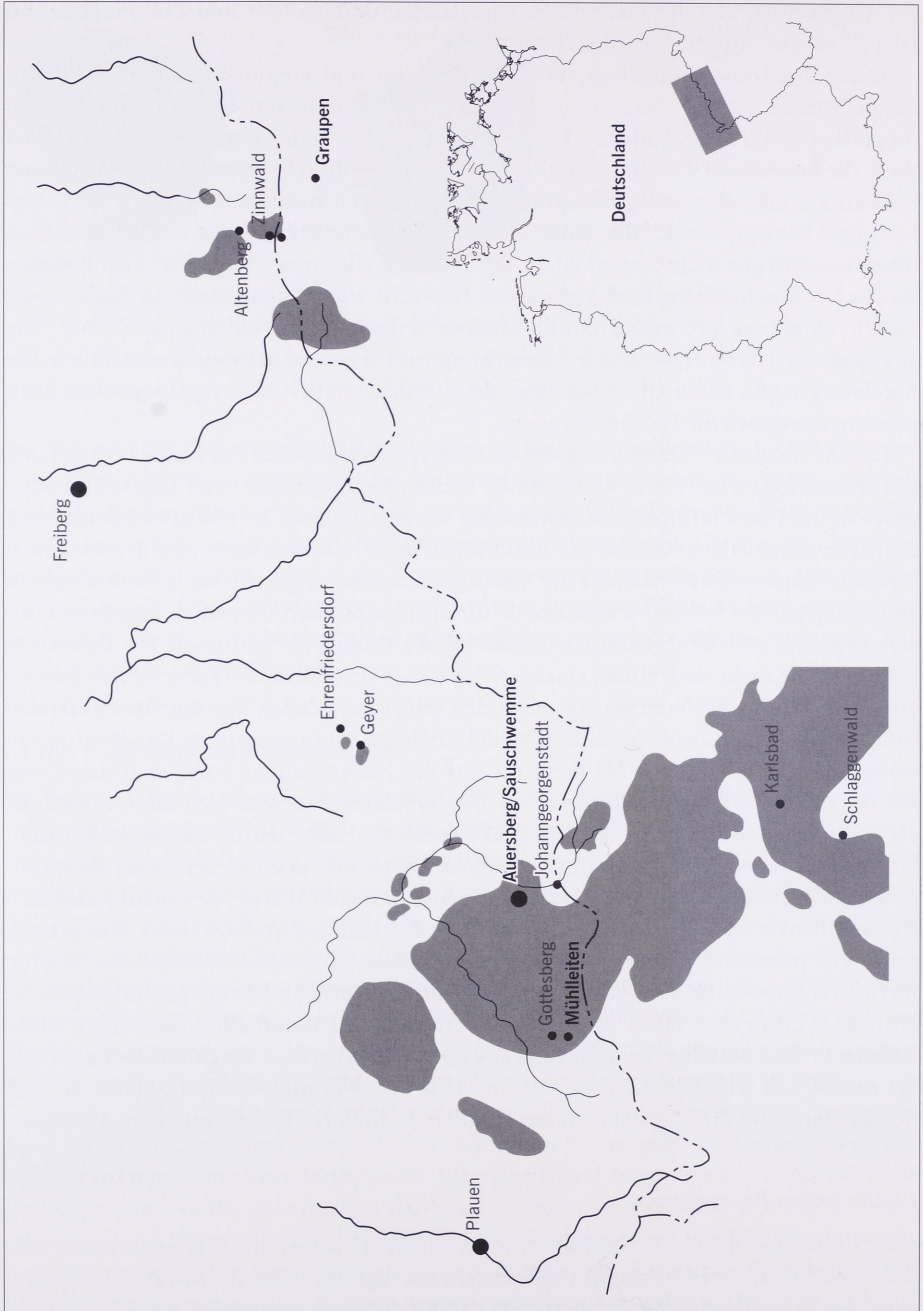 Freiberg
Altenberg
Zinnwald
Graupen
Ehrenfriedersdorf
Geyer
Auersberg/Sauschwemme
Johanngeorgenstadt
Gottesberg
Mühlleiten
Plauen
Karlsbad
Schlaggenwald
Deutschland